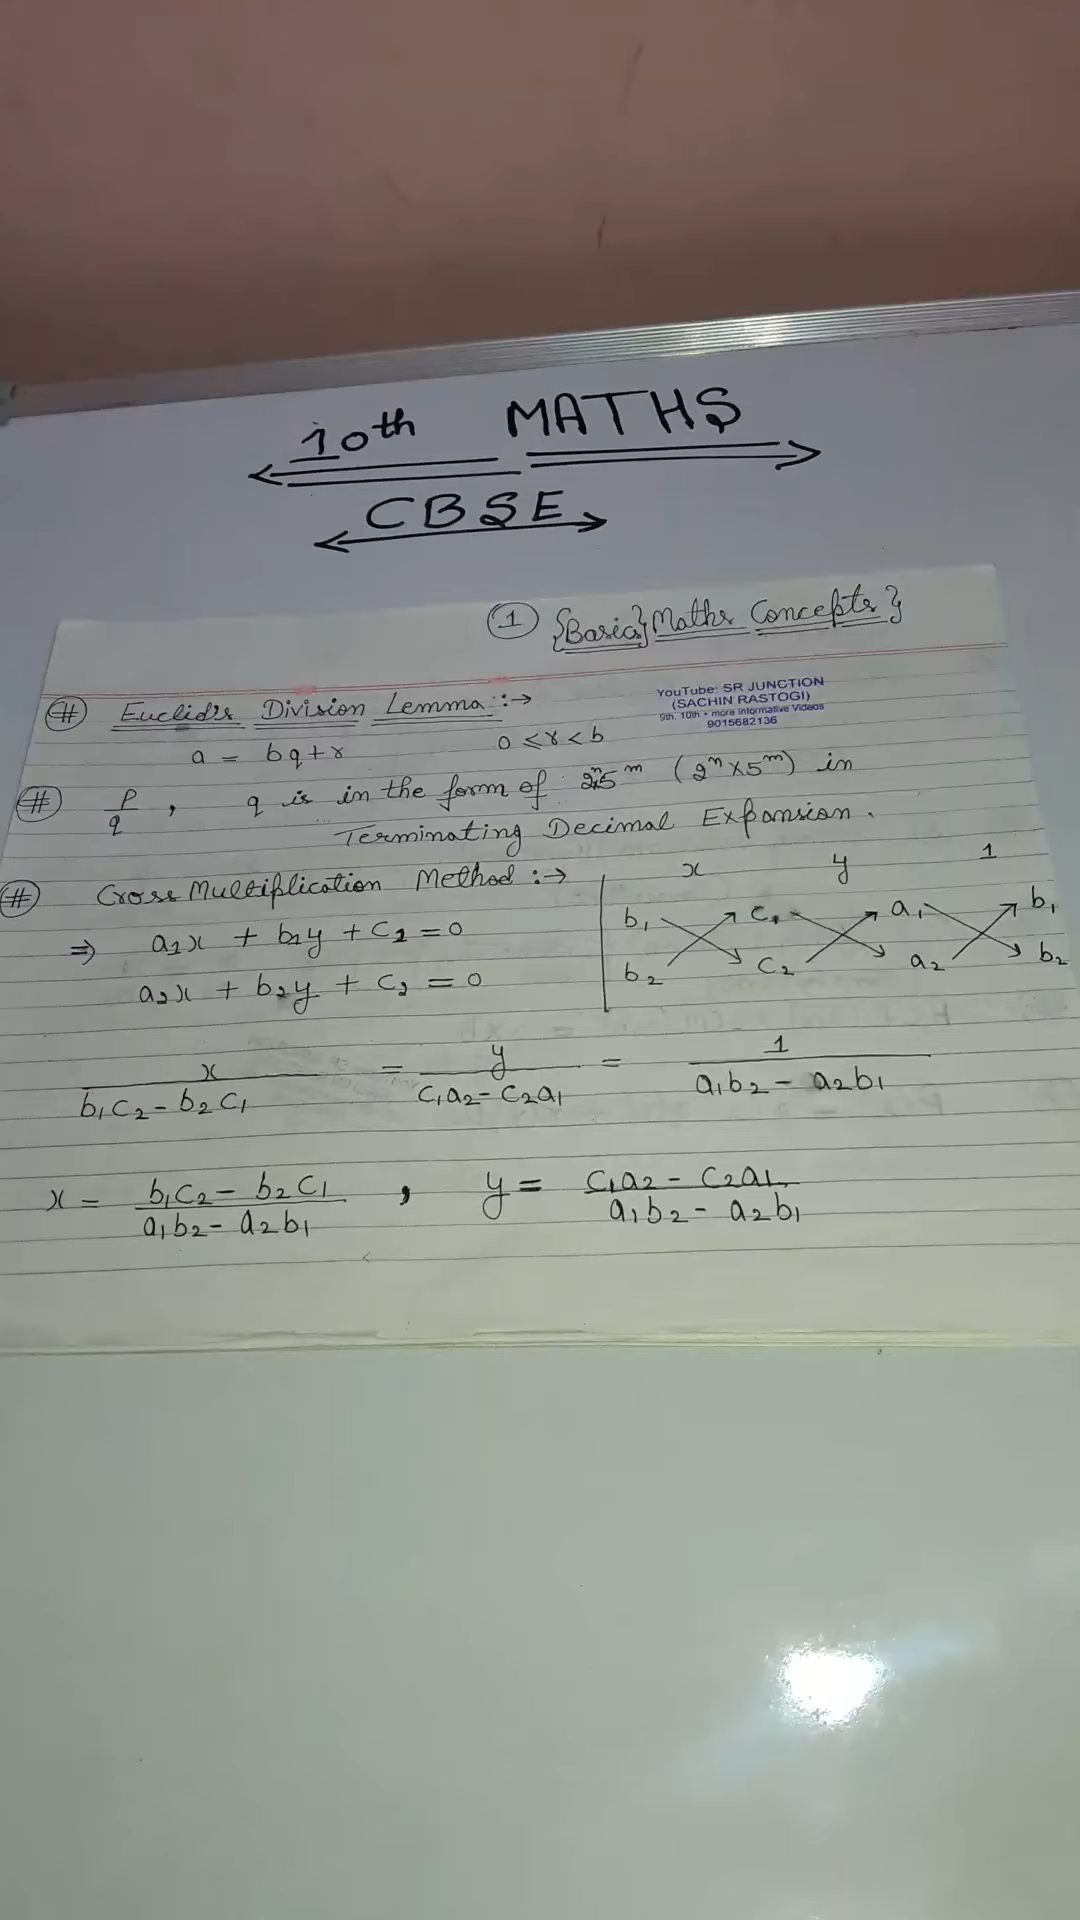 10th MATHS
CBSE
1 {Basics} Maths Concepts}
# Euclid's Division Lemma :→
YouTube: SR JUNCTION
(SACHIN RASTOGI)
9th, 10th + more Informative Videos
9015682136
a = bq+r 0<r<b
# p/q , q is in the form of 2ⁿ5ᵐ (2ⁿ×5ᵐ) in
Terminating Decimal Expansion.
# Cross Multiplication Method :→
x y 1
⇒ a₁x + b₁y + c₁ = 0
b₁ c₁ a₁ b₁
a₂x + b₂y + c₂ = 0
b₂ c₂ a₂ b₂
x/(b₁c₂ - b₂c₁) = y/(c₁a₂ - c₂a₁) = 1/(a₁b₂ - a₂b₁)
x = (b₁c₂ - b₂c₁)/(a₁b₂ - a₂b₁) , y = (c₁a₂ - c₂a₁)/(a₁b₂ - a₂b₁)